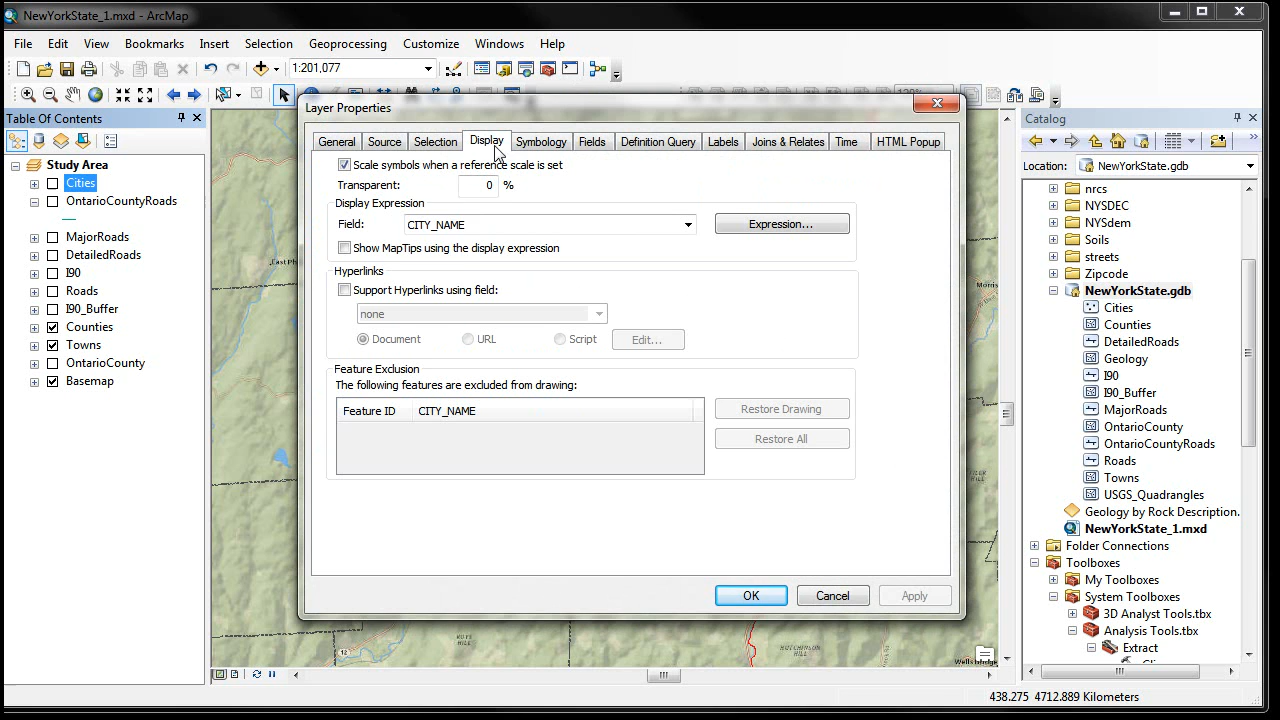 NewYorkState_1.mxd - ArcMap
File Edit View Bookmarks Insert Selection Geoprocessing Customize Windows Help
1:201,077
Table Of Contents
Study Area
Cities
OntarioCountyRoads
MajorRoads
DetailedRoads
I90
Roads
I90_Buffer
Counties
Towns
OntarioCounty
Basemap
Layer Properties
General Source Selection Display Symbology Fields Definition Query Labels Joins & Relates Time HTML Popup
Scale symbols when a reference scale is set
Transparent: 0 %
Display Expression
Field: CITY_NAME Expression...
Show MapTips using the display expression
Hyperlinks
Support Hyperlinks using field:
none
Document URL Script Edit...
Feature Exclusion
The following features are excluded from drawing:
Feature ID CITY_NAME
Restore Drawing
Restore All
OK Cancel Apply
East Ph
Morris
12
Catalog
Location: NewYorkState.gdb
nrcs
NYSDEC
NYSdem
Soils
streets
Zipcode
NewYorkState.gdb
Cities
Counties
DetailedRoads
Geology
I90
I90_Buffer
MajorRoads
OntarioCounty
OntarioCountyRoads
Roads
Towns
USGS_Quadrangles
Geology by Rock Description.
NewYorkState_1.mxd
Folder Connections
Toolboxes
My Toolboxes
System Toolboxes
3D Analyst Tools.tbx
Analysis Tools.tbx
Extract
438.275 4712.889 Kilometers